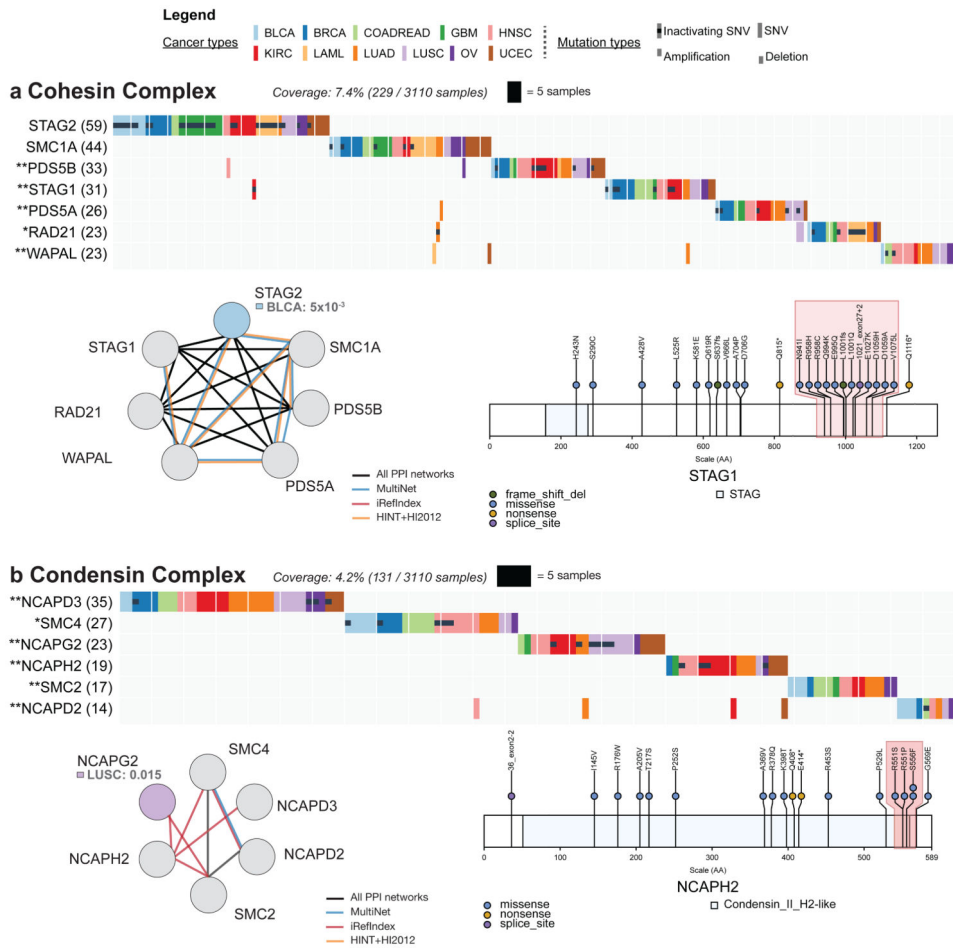 Legend
Cancer types
BLCA BRCA COADREAD GBM HNSC
KIRC LAML LUAD LUSC OV UCEC
Mutation types
Inactivating SNV SNV
Amplification Deletion
a Cohesin Complex
Coverage: 7.4% (229 / 3110 samples) = 5 samples
STAG2 (59)
SMC1A (44)
**PDS5B (33)
**STAG1 (31)
**PDS5A (26)
*RAD21 (23)
**WAPAL (23)
STAG2
BLCA: 5x10⁻³
STAG1
SMC1A
RAD21
PDS5B
WAPAL
PDS5A
All PPI networks
MultiNet
iRefIndex
HINT+HI2012
H243N
S290C
A428V
L525R
K581E
Q619R
S637fs
V666L
A704P
D706G
Q815*
N941I
R958H
R958C
Q994K
E995Q
L1001fs
L1001Q
1021_exon27+2
E1027K
D1059H
D1059A
V1075L
Q1116*
0 200 400 600 800 1000 1200
Scale (AA)
STAG1
frame_shift_del
missense
nonsense
splice_site
STAG
b Condensin Complex
Coverage: 4.2% (131 / 3110 samples) = 5 samples
**NCAPD3 (35)
*SMC4 (27)
**NCAPG2 (23)
**NCAPH2 (19)
**SMC2 (17)
**NCAPD2 (14)
SMC4
NCAPG2
LUSC: 0.015
NCAPD3
NCAPH2
NCAPD2
SMC2
All PPI networks
MultiNet
iRefIndex
HINT+HI2012
36_exon2-2
I145V
R176W
A205V
T217S
P252S
A369V
R378Q
K398T
Q408*
E414*
R453S
P529L
R551S
R551P
S556F
G569E
0 100 200 300 400 500 589
Scale (AA)
NCAPH2
missense
nonsense
splice_site
Condensin_II_H2-like